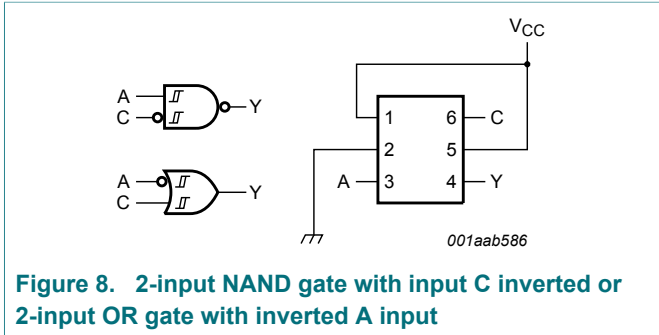 VCC
A
C
Y
A
C
Y
1 6 C
2 5
A 3 4 Y
001aab586
Figure 8. 2-input NAND gate with input C inverted or
2-input OR gate with inverted A input